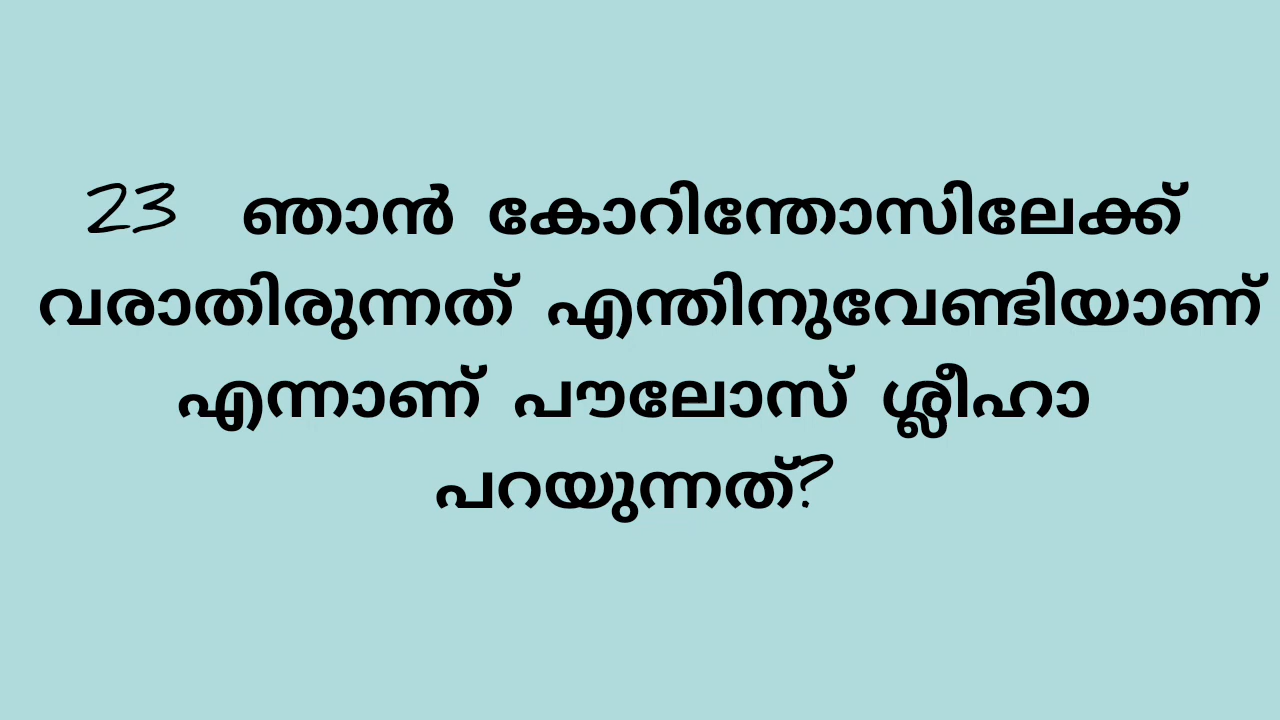 23 ഞാൻ കോറിന്തോസിലേക്ക്
വരാതിരുന്നത് എന്തിനുവേണ്ടിയാണ്
എന്നാണ് പൗലോസ് ശ്ലീഹാ
പറയുന്നത്?